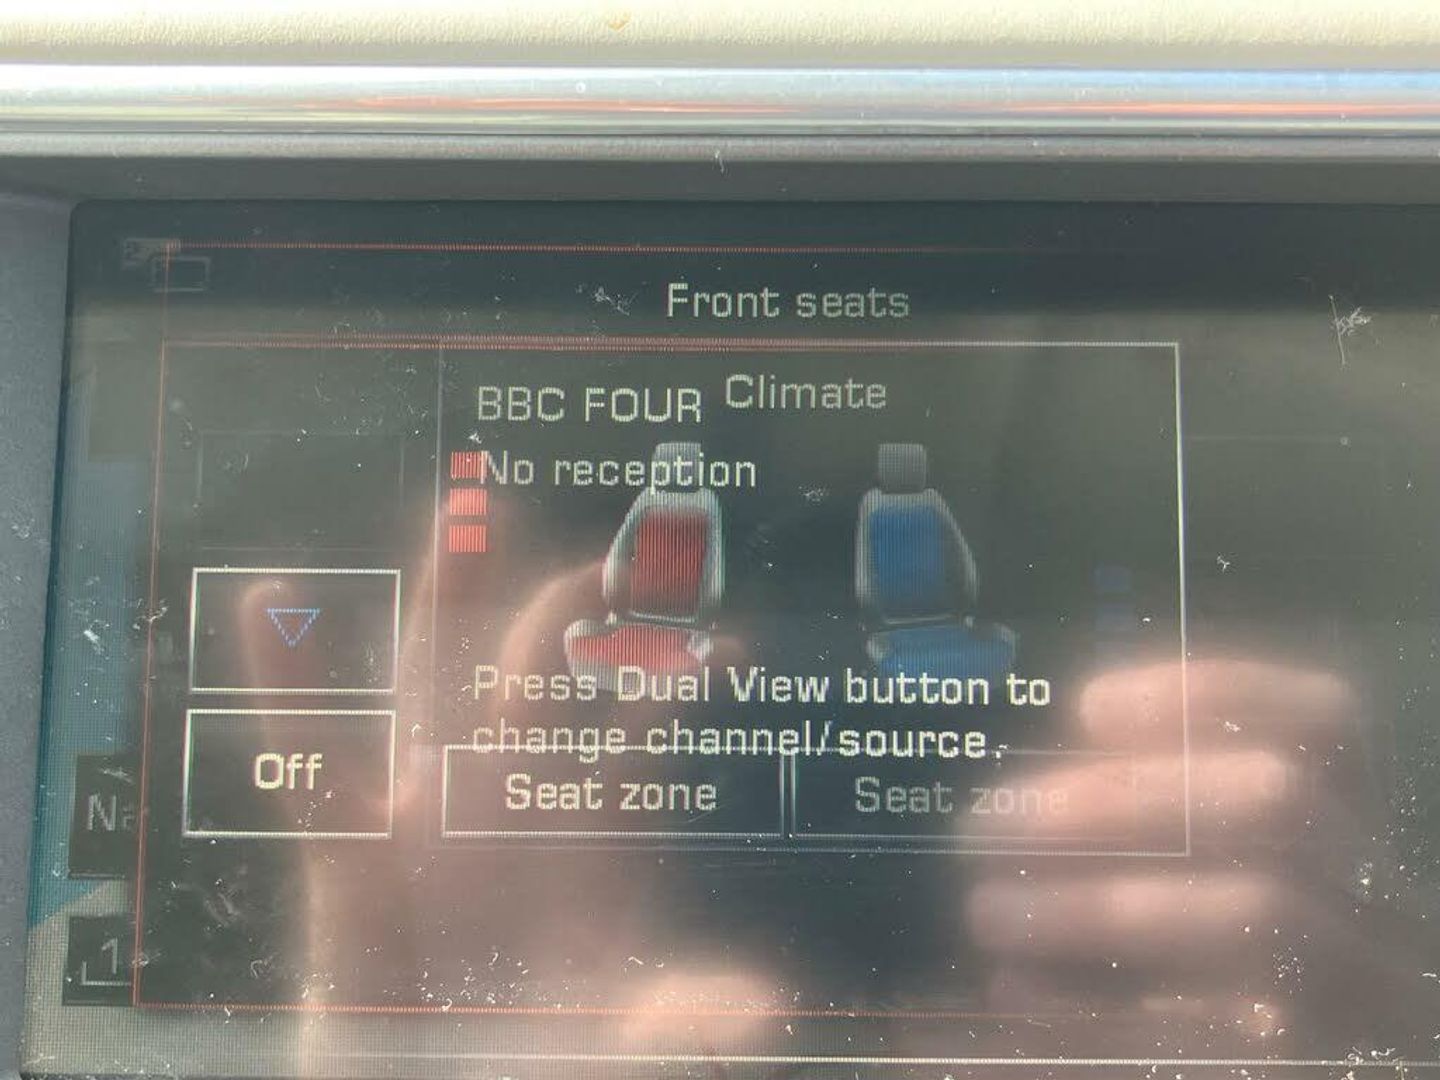 Front seats
BBC FOUR
Climate
No reception
Press Dual View button to
change channel/source.
Off
Seat zone
Seat zone
1